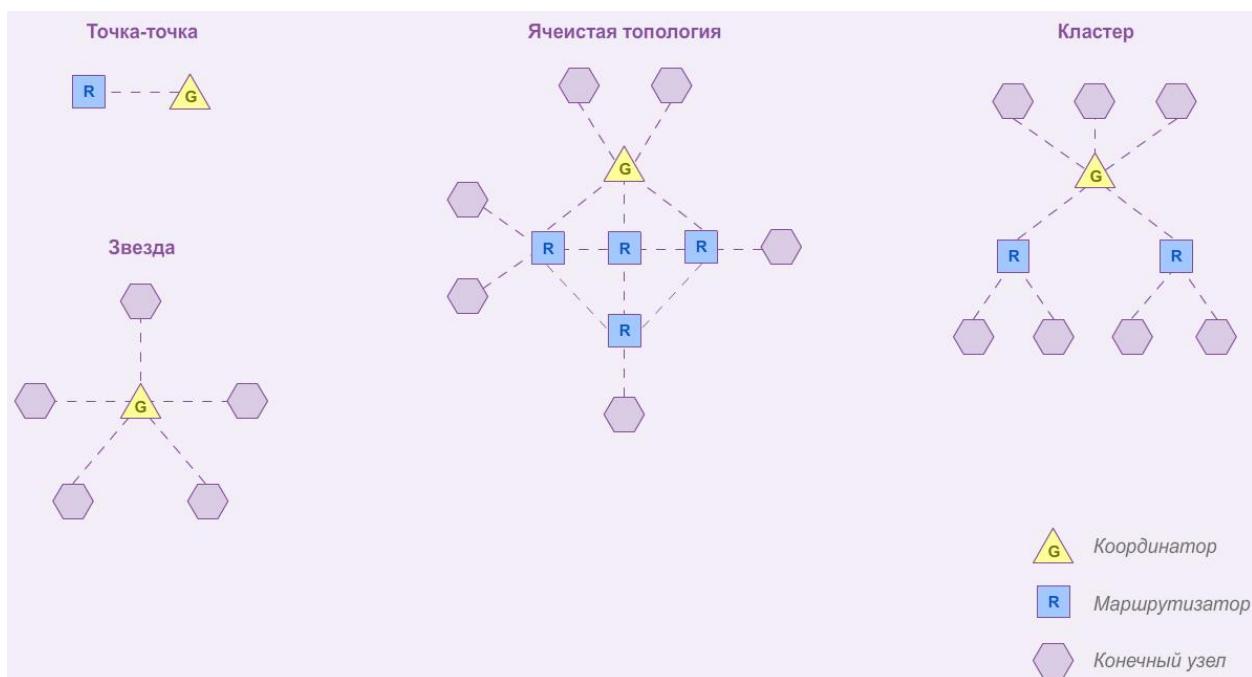 Точка-точка
R
G
Звезда
G
Ячеистая топология
G
R
R
R
R
Кластер
G
R
R
G Координатор
R Маршрутизатор
Конечный узел